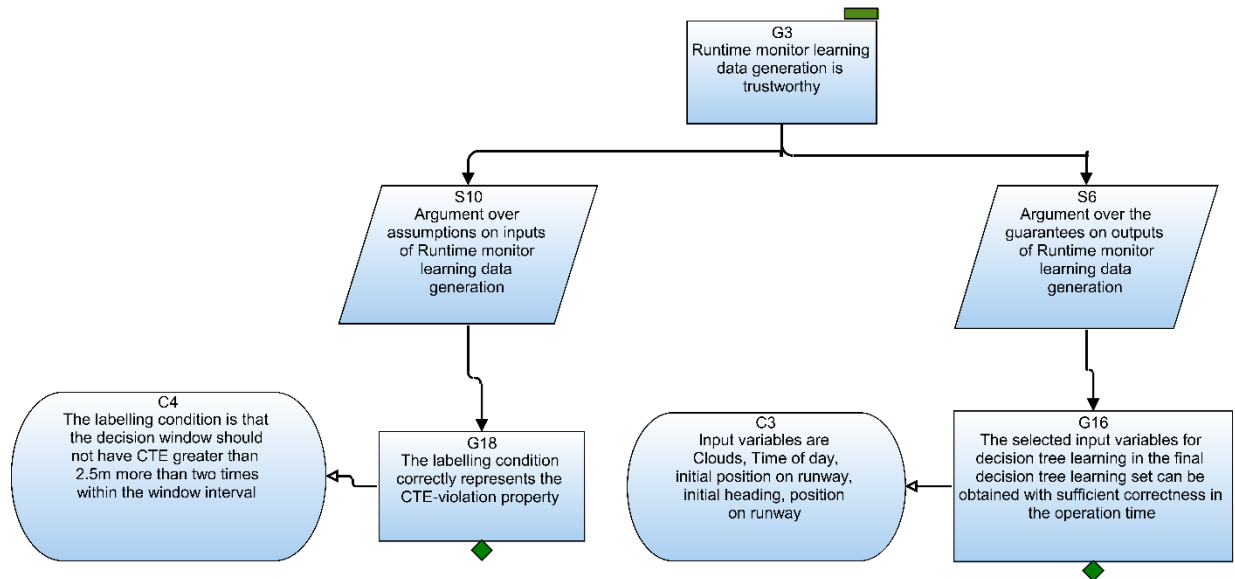 G3
Runtime monitor learning
data generation is
trustworthy
S10
Argument over
assumptions on inputs
of Runtime monitor
learning data
generation
S6
Argument over the
guarantees on outputs
of Runtime monitor
learning data
generation
C4
The labelling condition is that
the decision window should
not have CTE greater than
2.5m more than two times
within the window interval
G18
The labelling condition
correctly represents the
CTE-violation property
C3
Input variables are
Clouds, Time of day,
initial position on runway,
initial heading, position
on runway
G16
The selected input variables for
decision tree learning in the final
decision tree learning set can be
obtained with sufficient correctness in
the operation time